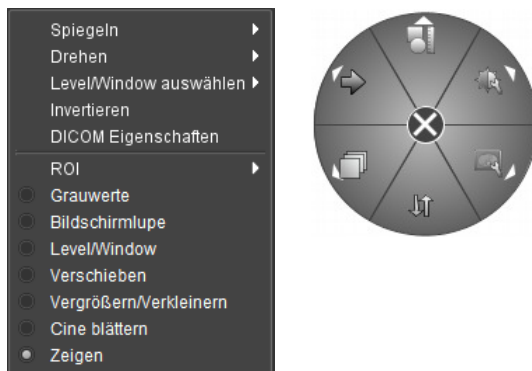 Spiegeln
Drehen
Level/Window auswählen
Invertieren
DICOM Eigenschaften
ROI
Grauwerte
Bildschirmlupe
Level/Window
Verschieben
Vergrößern/Verkleinern
Cine blättern
Zeigen